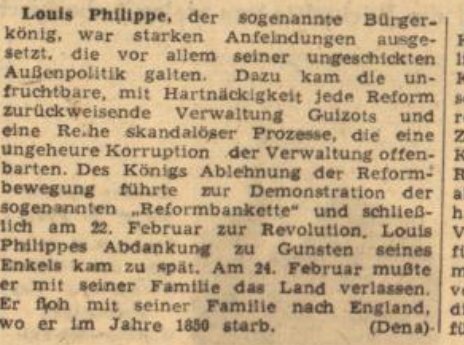 Louis Philippe, der sogenannte Bürger-
könig, war starken Anfeindungen ausge-
setzt, die vor allem seiner ungeschickten
Außenpolitik galten. Dazu kam die un-
fruchtbare, mit Hartnäckigkeit jede Reform
zurückweisende Verwaltung Guizots und
eine Reihe skandalöser Prozesse, die eine
ungeheure Korruption der Verwaltung offen-
barten. Des Königs Ablehnung der Reform-
bewegung führte zur Demonstration der
sogenannten „Reformbankette" und schließ-
lich am 22. Februar zur Revolution. Louis
Philippes Abdankung zu Gunsten seines
Enkels kam zu spät. Am 24. Februar mußte
er mit seiner Familie das Land verlassen.
Er floh mit seiner Familie nach England,
wo er im Jahre 1850 starb. (Dena)